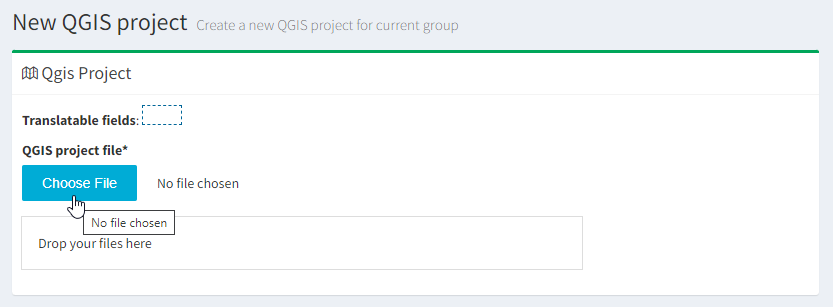 New QGIS project Create a new QGIS project for current group
Qgis Project
Translatable fields:
QGIS project file*
Choose File No file chosen
No file chosen
Drop your files here